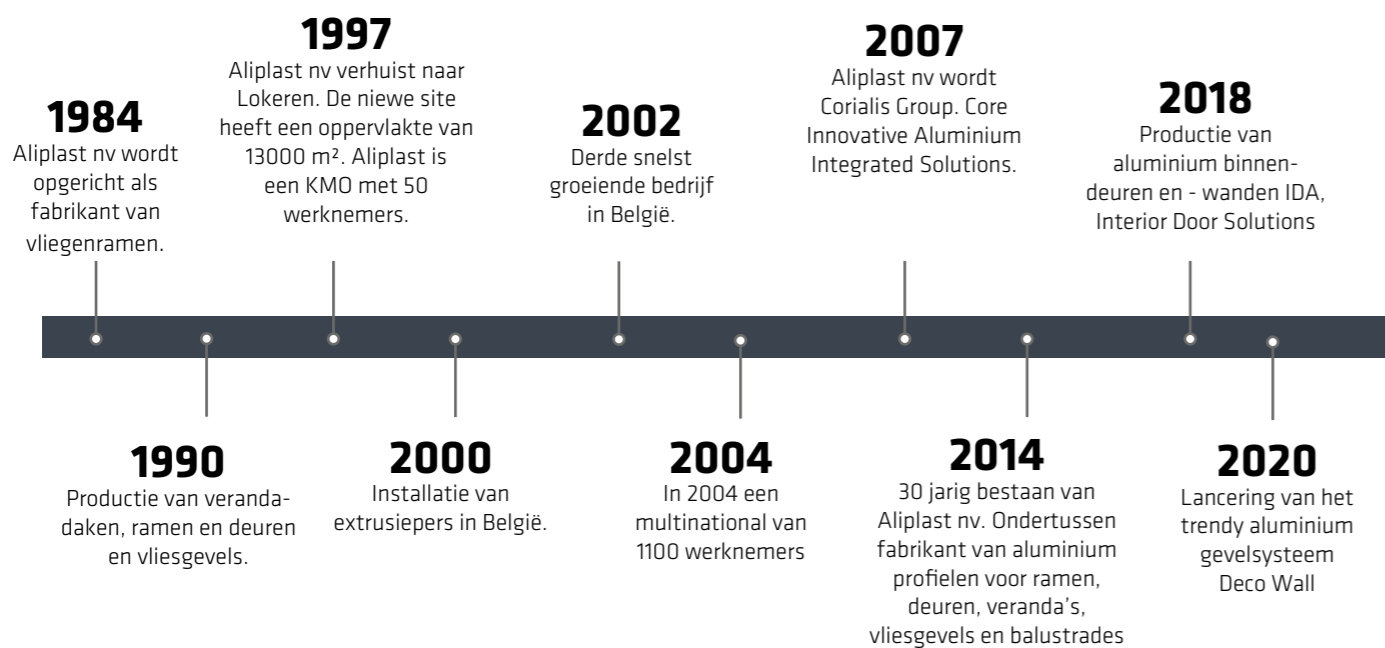 1984
Aliplast nv wordt
opgericht als
fabrikant van
vliegenramen.
1990
Productie van veranda-
daken, ramen en deuren
en vliesgevels.
1997
Aliplast nv verhuist naar
Lokeren. De niewe site
heeft een oppervlakte van
13000 m². Aliplast is
een KMO met 50
werknemers.
2000
Installatie van
extrusiepers in België.
2002
Derde snelst
groeiende bedrijf
in België.
2004
In 2004 een
multinational van
1100 werknemers
2007
Aliplast nv wordt
Corialis Group. Core
Innovative Aluminium
Integrated Solutions.
2014
30 jarig bestaan van
Aliplast nv. Ondertussen
fabrikant van aluminium
profielen voor ramen,
deuren, veranda's,
vliesgevels en balustrades
2018
Productie van
aluminium binnen-
deuren en - wanden IDA,
Interior Door Solutions
2020
Lancering van het
trendy aluminium
gevelsysteem
Deco Wall